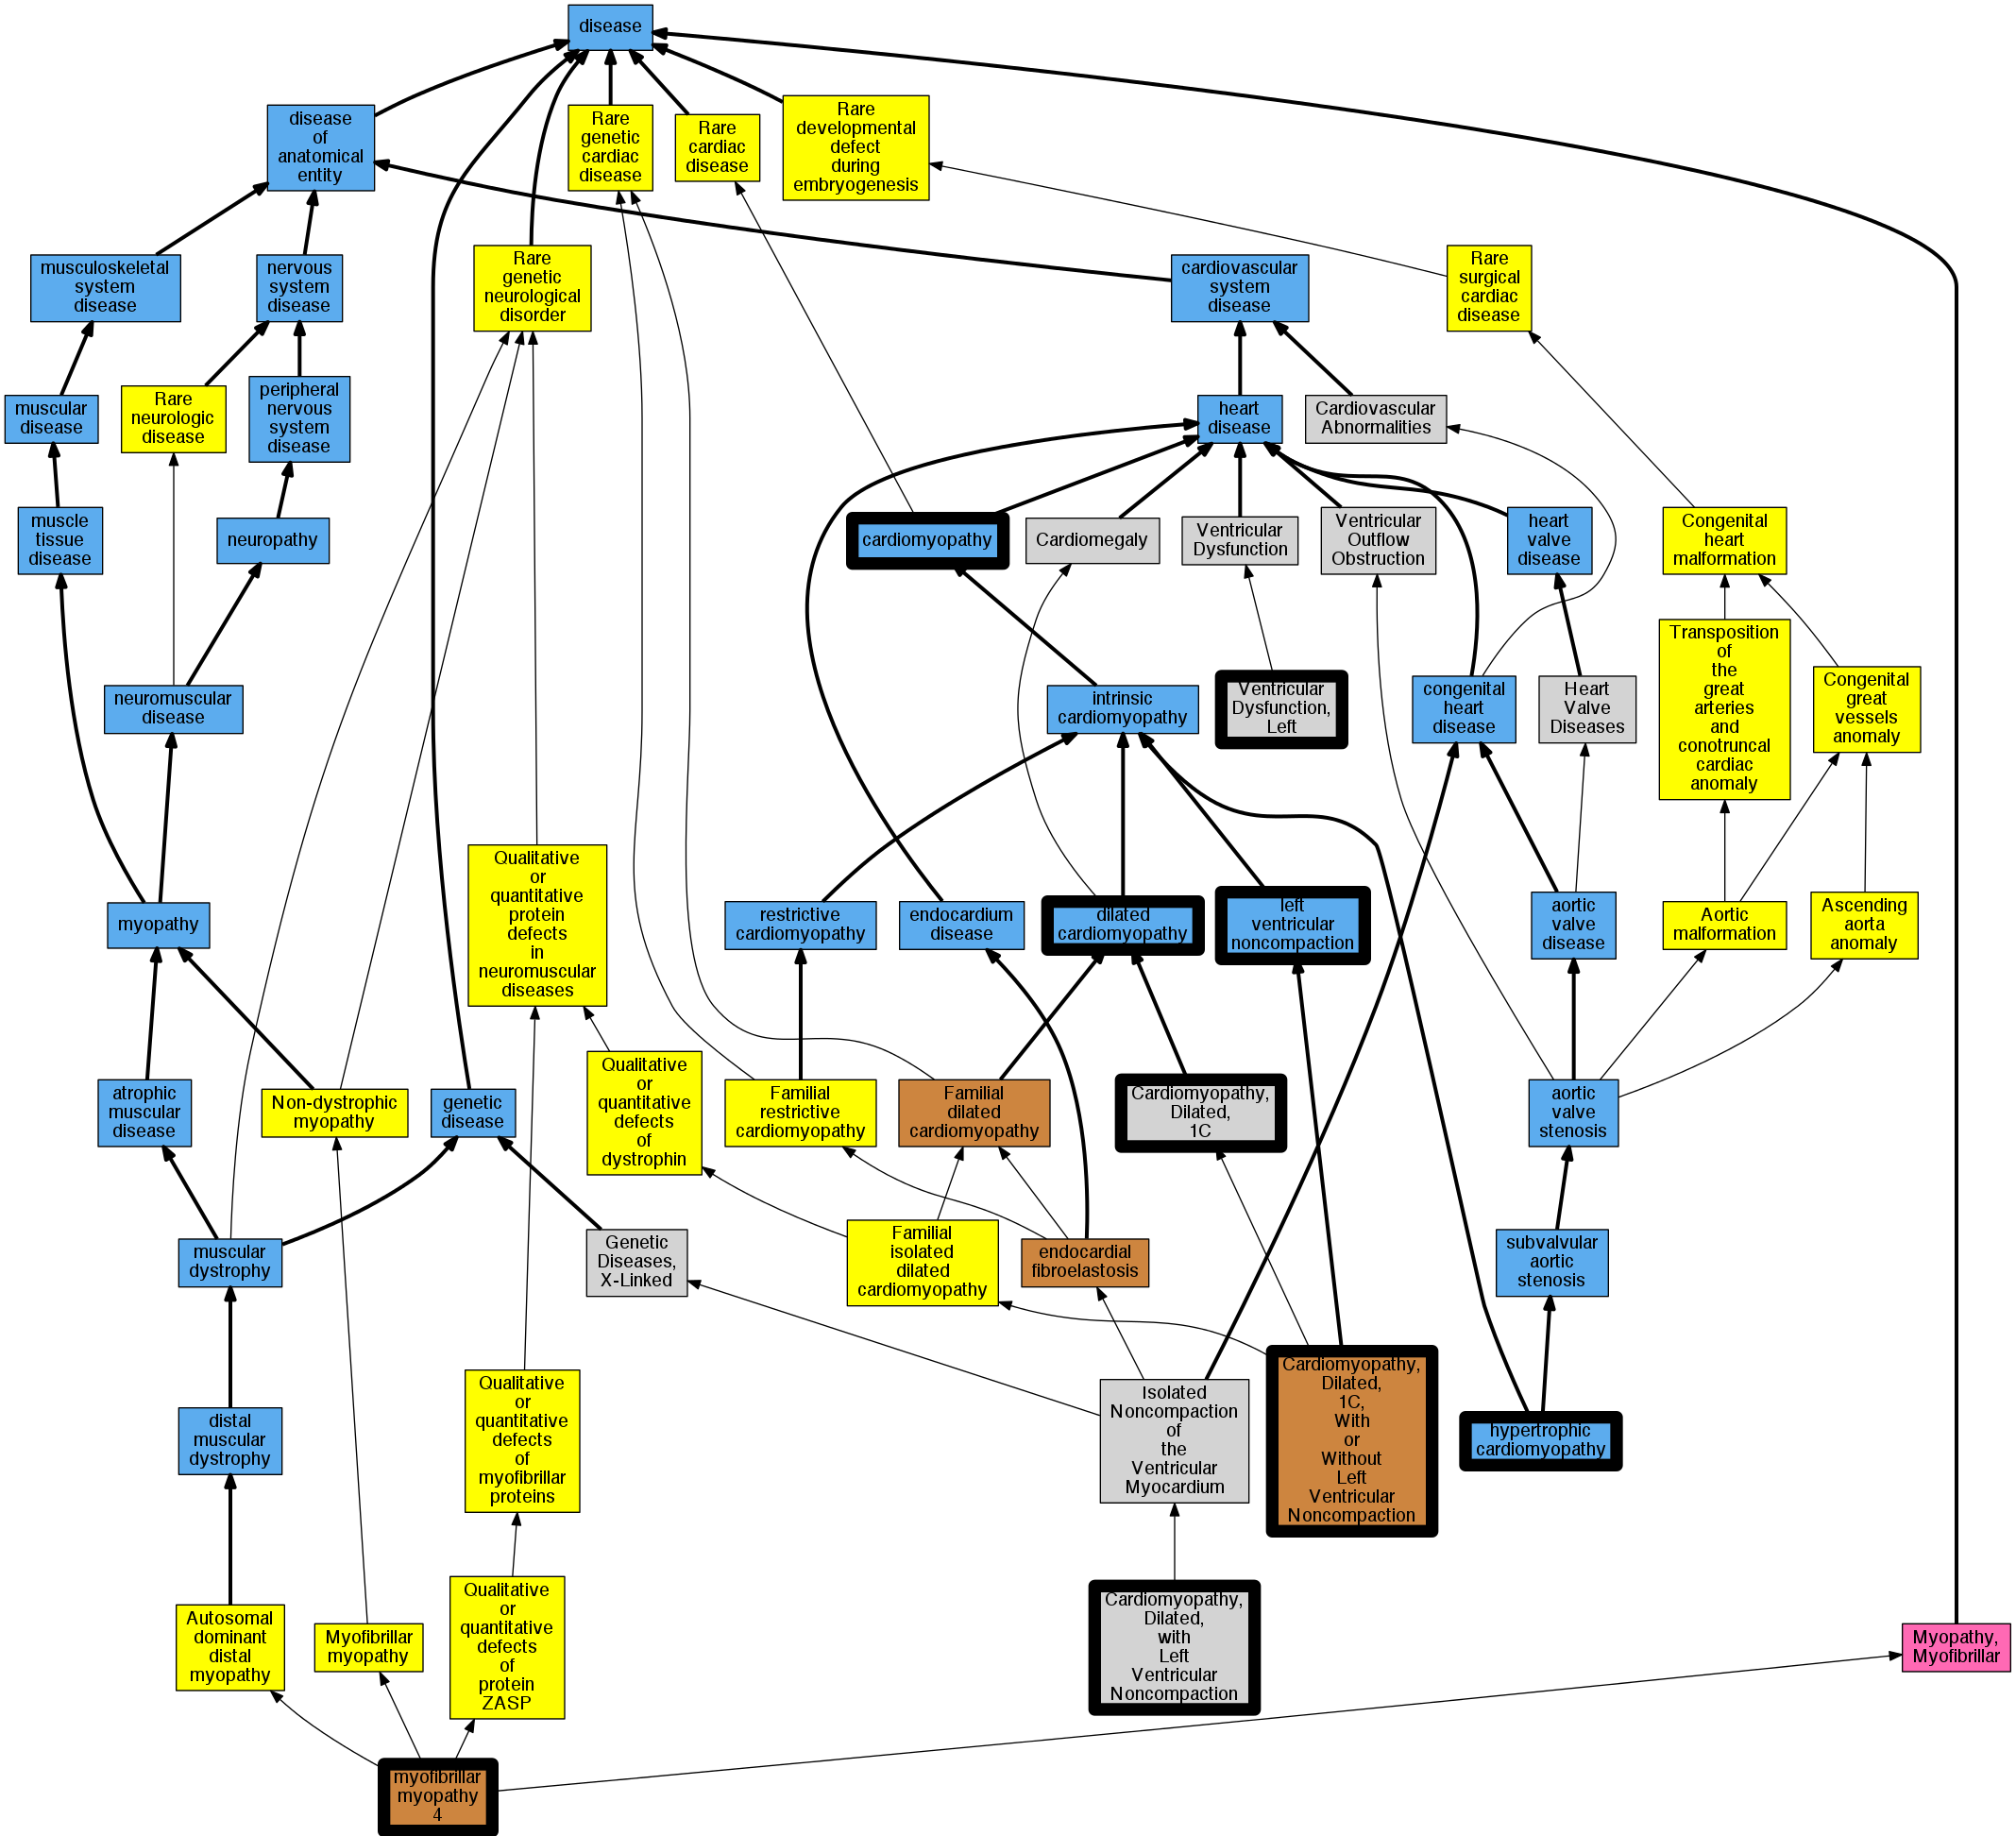 disease
disease
of
anatomical
entity
Rare
genetic
cardiac
disease
Rare
cardiac
disease
Rare
developmental
defect
during
embryogenesis
musculoskeletal
system
disease
nervous
system
disease
Rare
genetic
neurological
disorder
cardiovascular
system
disease
Rare
surgical
cardiac
disease
muscular
disease
Rare
neurologic
disease
peripheral
nervous
system
disease
heart
disease
Cardiovascular
Abnormalities
muscle
tissue
disease
neuropathy
cardiomyopathy
Cardiomegaly
Ventricular
Dysfunction
Ventricular
Outflow
Obstruction
heart
valve
disease
Congenital
heart
malformation
neuromuscular
disease
intrinsic
cardiomyopathy
Ventricular
Dysfunction,
Left
congenital
heart
disease
Heart
Valve
Diseases
Transposition
of
the
great
arteries
and
conotruncal
cardiac
anomaly
Congenital
great
vessels
anomaly
myopathy
Qualitative
or
quantitative
protein
defects
in
neuromuscular
diseases
restrictive
cardiomyopathy
endocardium
disease
dilated
cardiomyopathy
left
ventricular
noncompaction
aortic
valve
disease
Aortic
malformation
Ascending
aorta
anomaly
atrophic
muscular
disease
Non-dystrophic
myopathy
genetic
disease
Qualitative
or
quantitative
defects
of
dystrophin
Familial
restrictive
cardiomyopathy
Familial
dilated
cardiomyopathy
Cardiomyopathy,
Dilated,
1C
aortic
valve
stenosis
muscular
dystrophy
Genetic
Diseases,
X-Linked
Familial
isolated
dilated
cardiomyopathy
endocardial
fibroelastosis
subvalvular
aortic
stenosis
distal
muscular
dystrophy
Qualitative
or
quantitative
defects
of
myofibrillar
proteins
Isolated
Noncompaction
of
the
Ventricular
Myocardium
Cardiomyopathy,
Dilated,
1C,
With
or
Without
Left
Ventricular
Noncompaction
hypertrophic
cardiomyopathy
Autosomal
dominant
distal
myopathy
Myofibrillar
myopathy
Qualitative
or
quantitative
defects
of
protein
ZASP
Cardiomyopathy,
Dilated,
with
Left
Ventricular
Noncompaction
Myopathy,
Myofibrillar
myofibrillar
myopathy
4